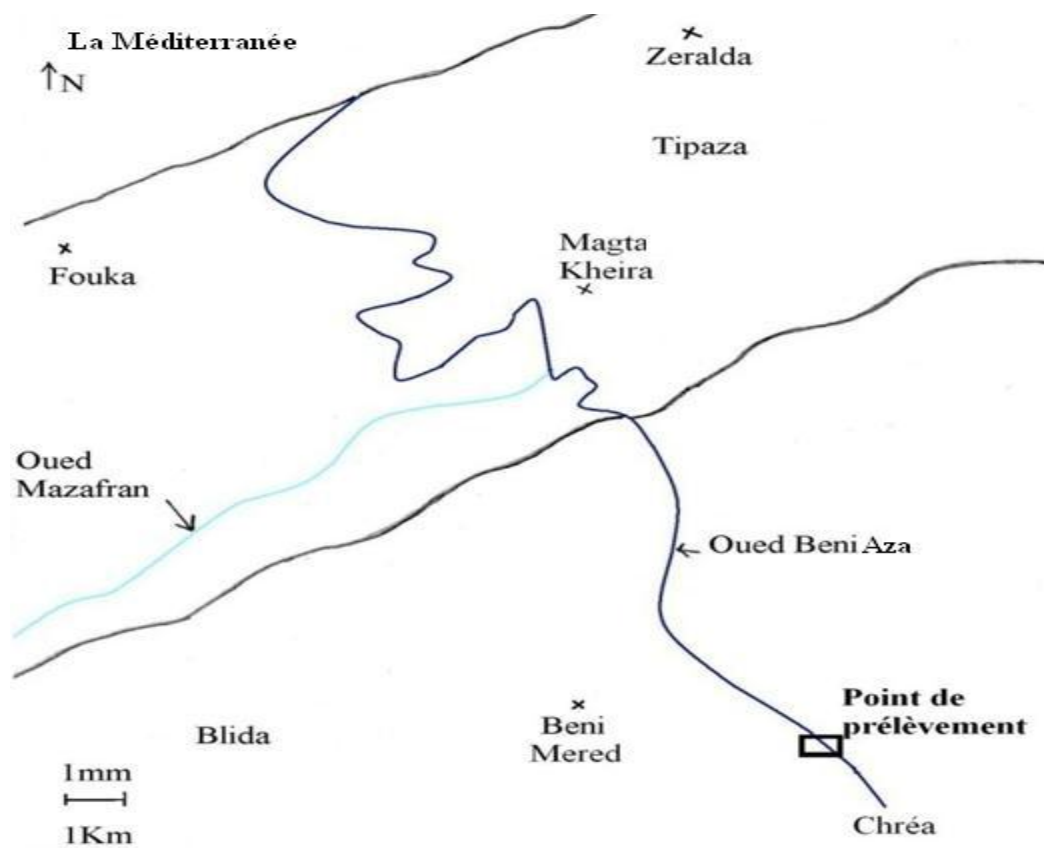 La Méditerranée
N
Zeralda
Tipaza
Magta
Kheira
Fouka
Oued
Mazafran
Oued Beni Aza
Point de
prélèvement
Blida
Beni
Mered
1mm
1Km
Chréa